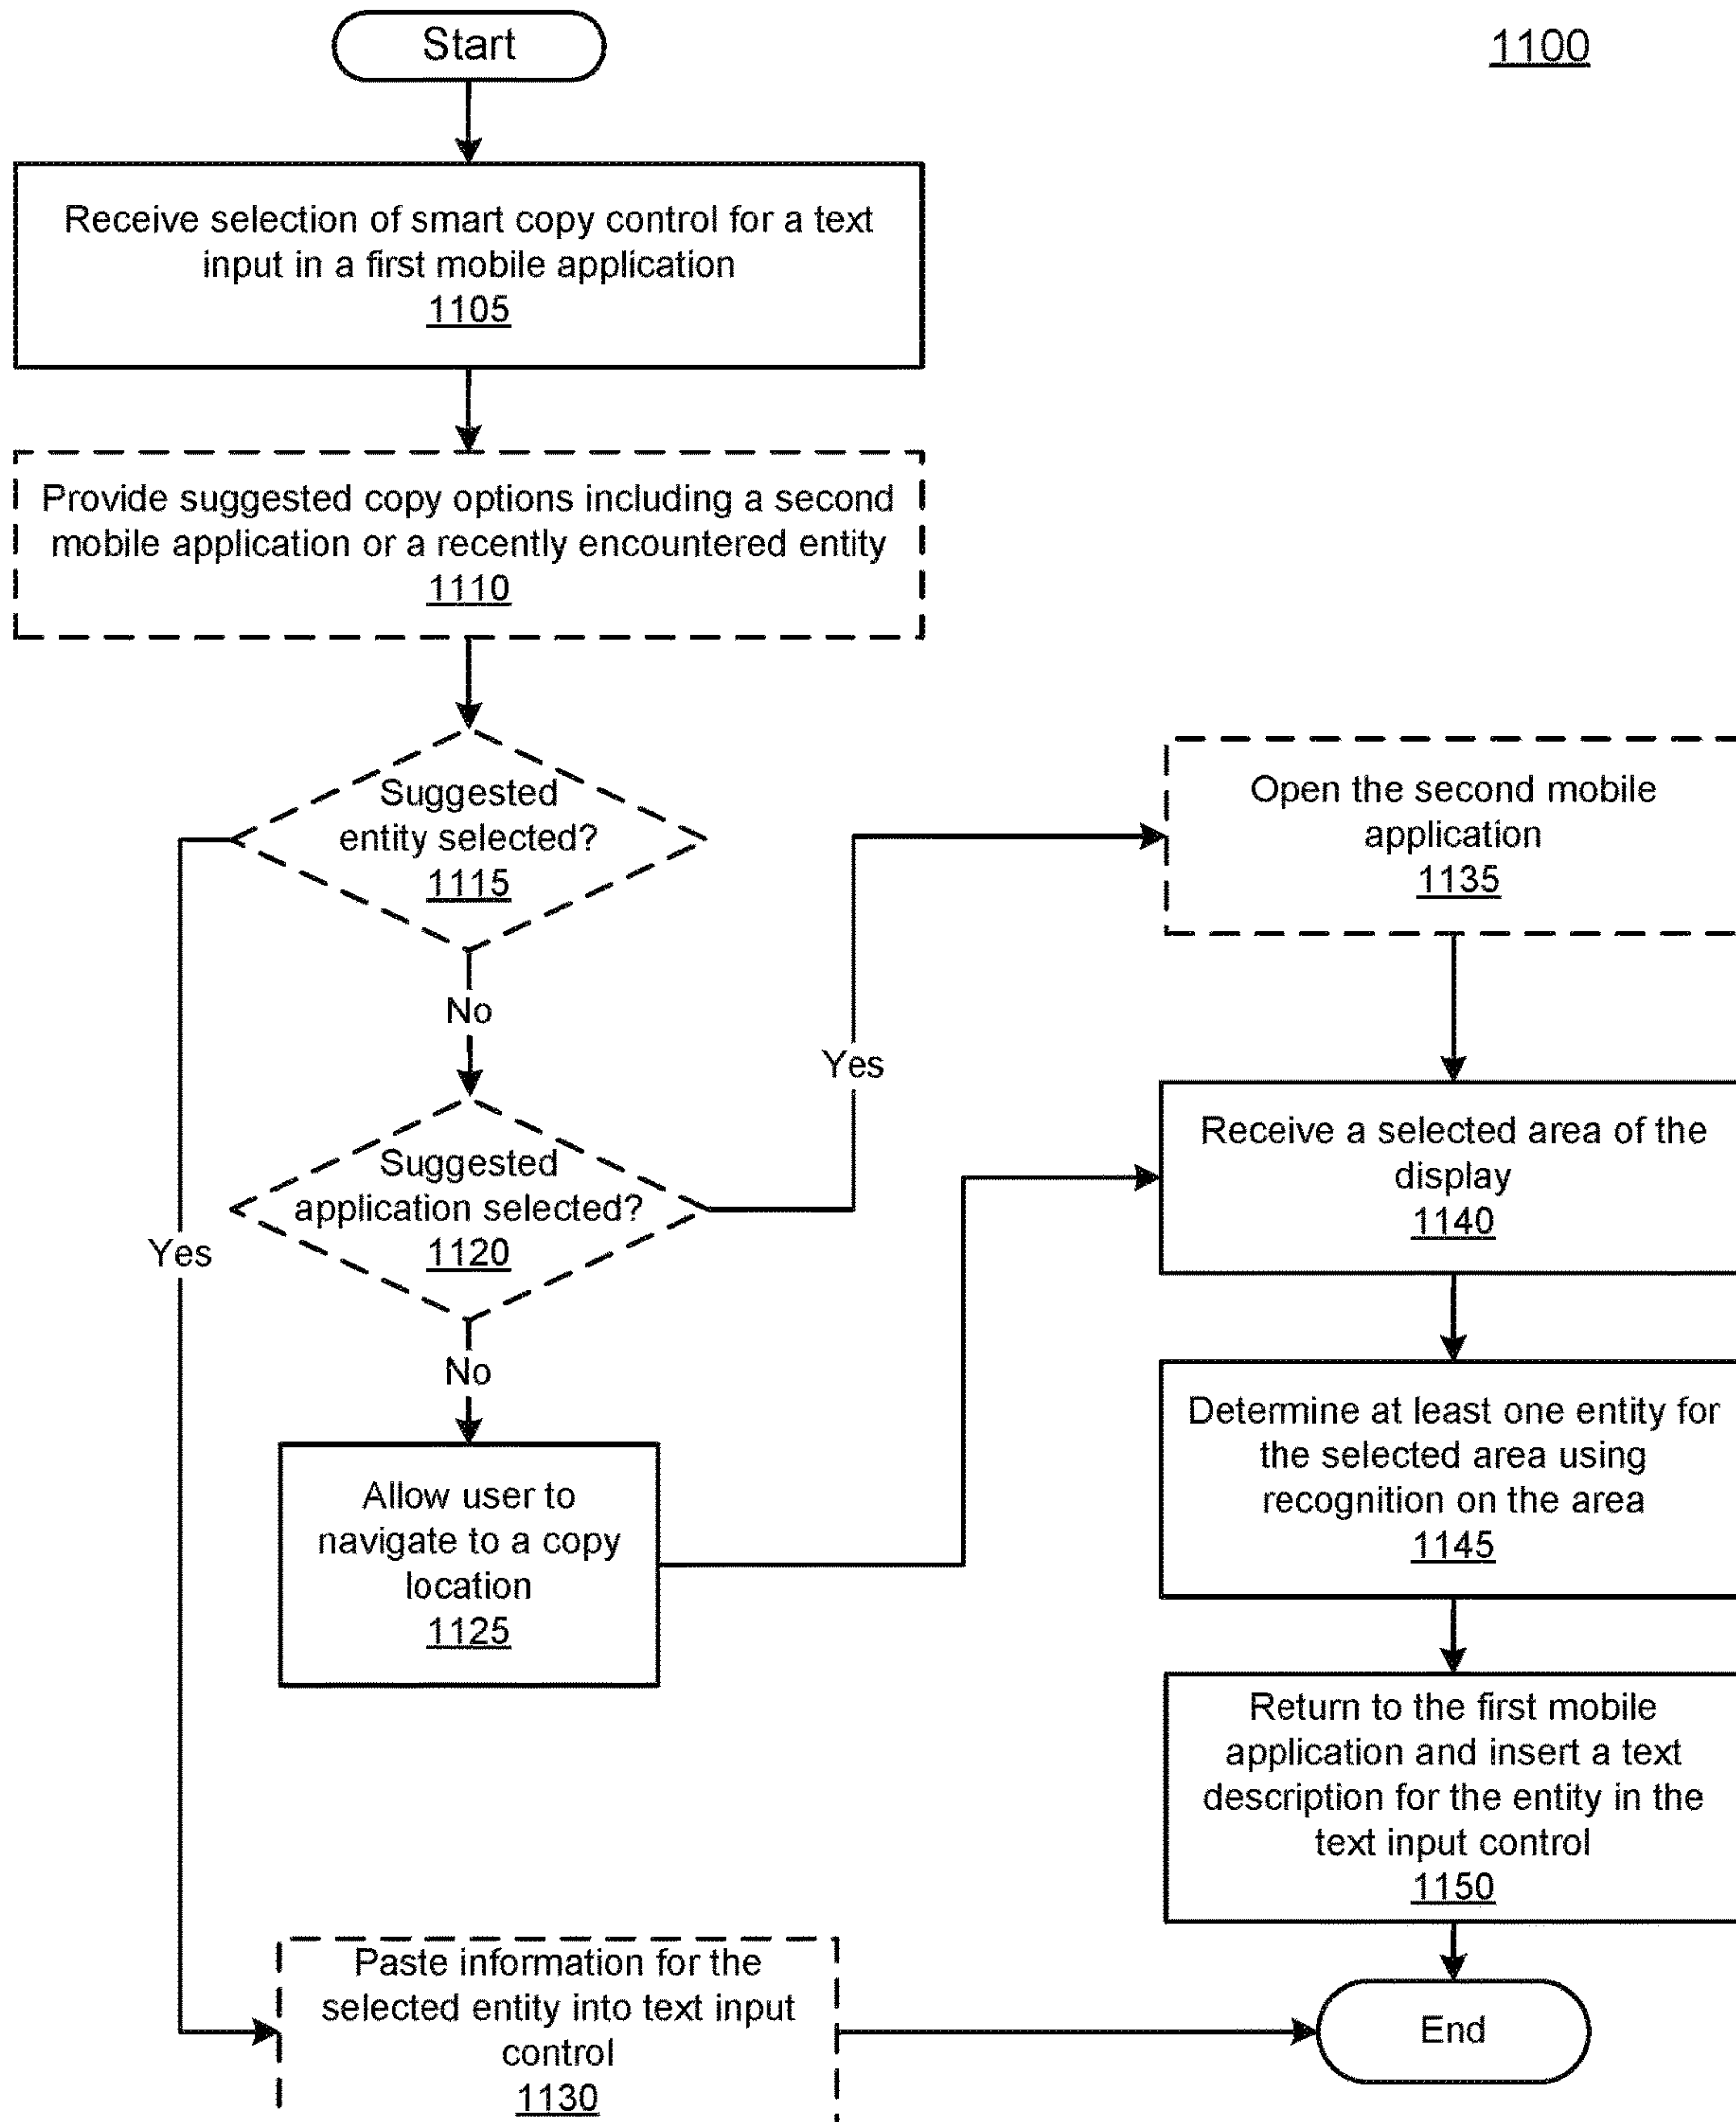 Start
1100
Receive selection of smart copy control for a text
input in a first mobile application
1105
Provide suggested copy options including a second
mobile application or a recently encountered entity
1110
Suggested
entity selected?
1115
Open the second mobile
application
1135
No
Yes
Suggested
application selected?
1120
Yes
Receive a selected area of the
display
1140
No
Determine at least one entity for
the selected area using
recognition on the area
1145
Allow user to
navigate to a copy
location
1125
Return to the first mobile
application and insert a text
description for the entity in the
text input control
1150
Paste information for the
selected entity into text input
control
1130
End